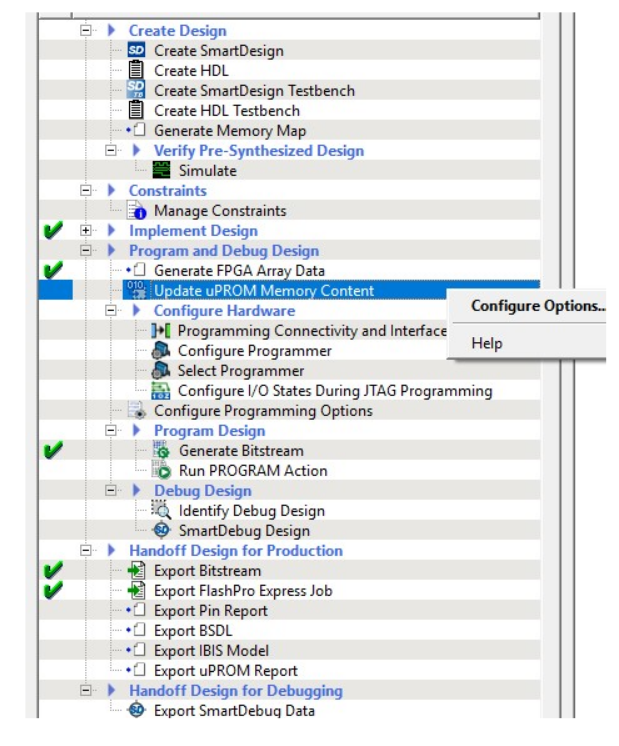 Create Design
SD Create SmartDesign
Create HDL
SD TB Create SmartDesign Testbench
Create HDL Testbench
Generate Memory Map
Verify Pre-Synthesized Design
Simulate
Constraints
Manage Constraints
Implement Design
Program and Debug Design
Generate FPGA Array Data
Update uPROM Memory Content
Configure Options...
Configure Hardware
Programming Connectivity and Interface
Help
Configure Programmer
Select Programmer
Configure I/O States During JTAG Programming
Configure Programming Options
Program Design
Generate Bitstream
Run PROGRAM Action
Debug Design
Identify Debug Design
SD SmartDebug Design
Handoff Design for Production
Export Bitstream
Export FlashPro Express Job
Export Pin Report
Export BSDL
Export IBIS Model
Export uPROM Report
Handoff Design for Debugging
SD Export SmartDebug Data